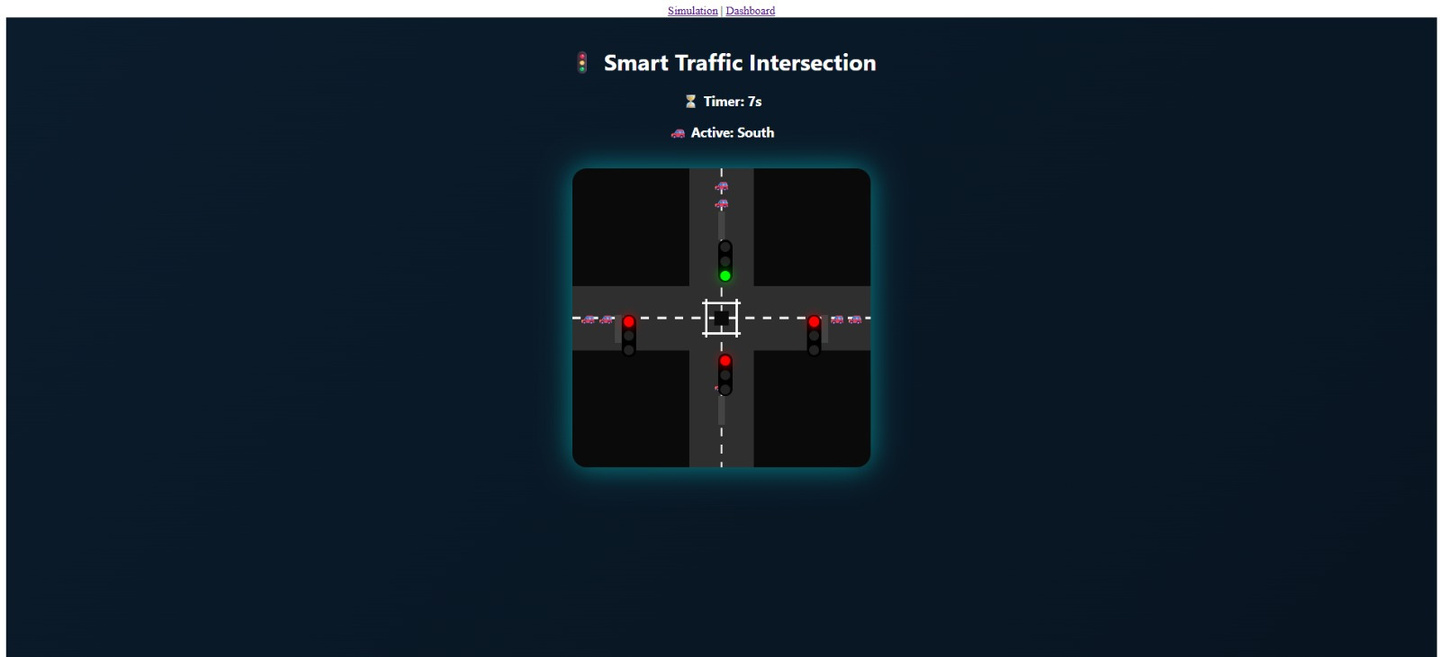 Simulation | Dashboard
🚦 Smart Traffic Intersection
⏳ Timer: 7s
🚗 Active: South